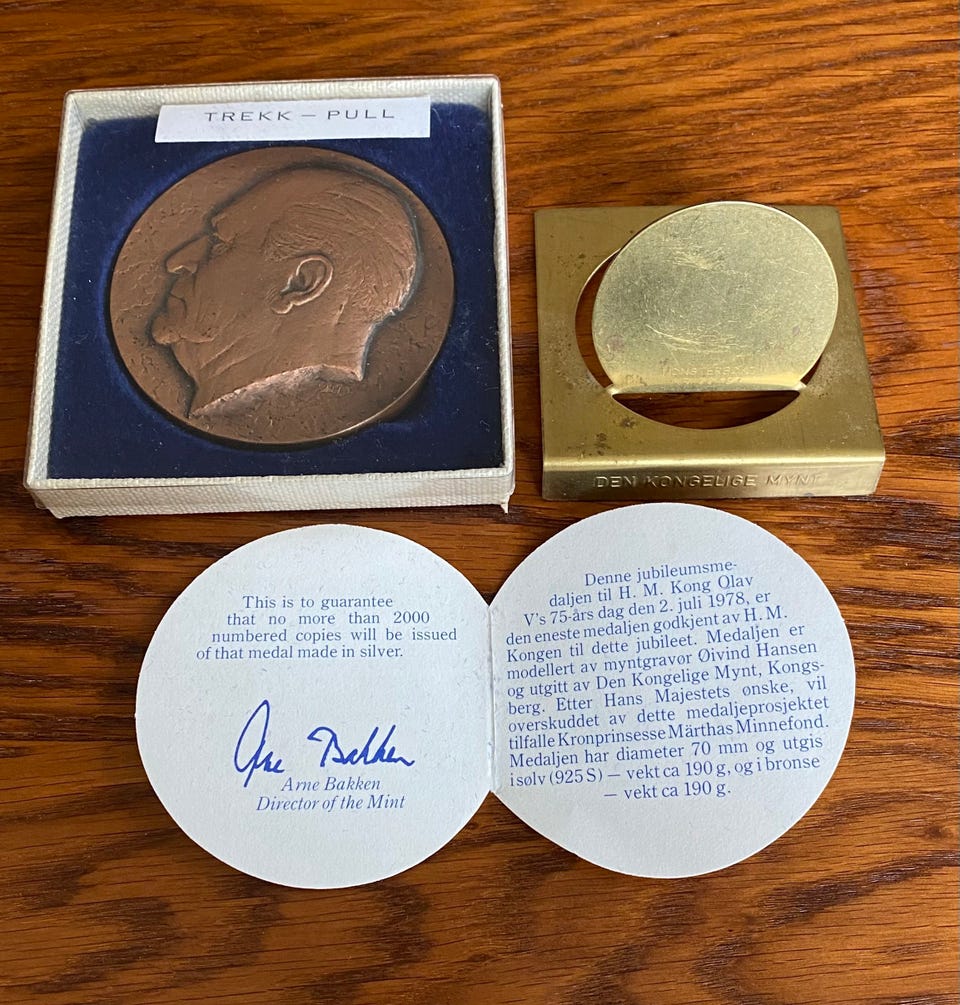 TREKK – PULL
DEN KONGELIGE MYNT
This is to guarantee
that no more than 2000
numbered copies will be issued
of that medal made in silver.
Arne Bakken
Arne Bakken
Director of the Mint
Denne jubileumsme-
daljen til H. M. Kong Olav
V's 75-års dag den 2. juli 1978, er
den eneste medaljen godkjent av H. M.
Kongen til dette jubileet. Medaljen er
modellert av myntgravør Øivind Hansen
og utgitt av Den Kongelige Mynt, Kongs-
berg. Etter Hans Majestets ønske, vil
overskuddet av dette medaljeprosjektet
tilfalle Kronprinsesse Märthas Minnefond.
Medaljen har diameter 70 mm og utgis
i sølv (925 S) — vekt ca 190 g, og i bronse
— vekt ca 190 g.